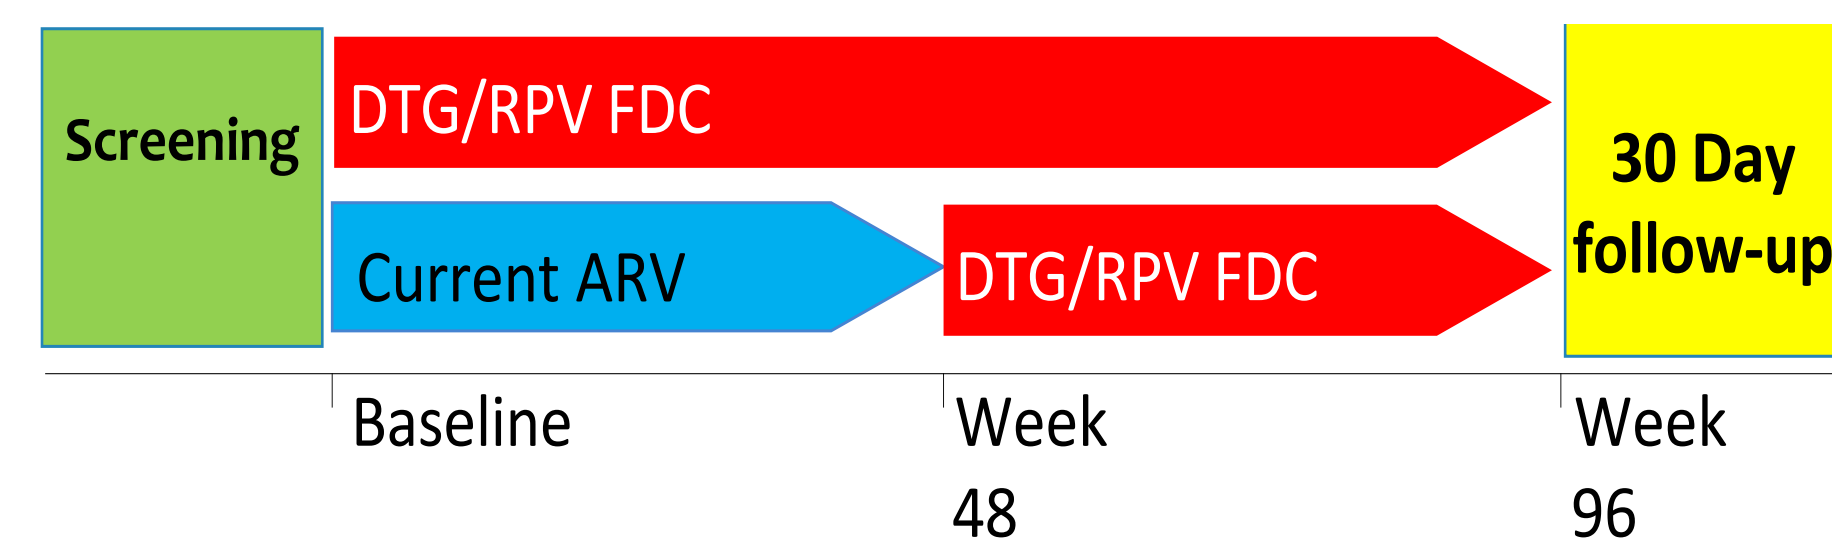 Screening
DTG/RPV FDC
Current ARV
DTG/RPV FDC
30 Day
follow-up
Baseline
Week
48
Week
96